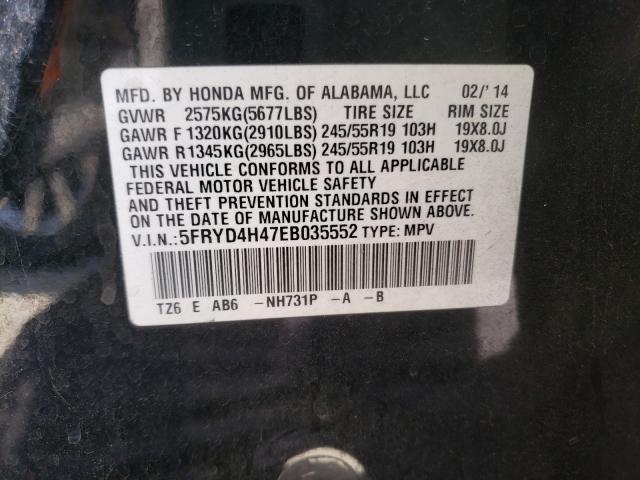 MFD. BY HONDA MFG. OF ALABAMA, LLC 02/'14
GVWR 2575KG(5677LBS) TIRE SIZE RIM SIZE
GAWR F 1320KG(2910LBS) 245/55R19 103H 19X8.0J
GAWR R1345KG(2965LBS) 245/55R19 103H 19X8.0J
THIS VEHICLE CONFORMS TO ALL APPLICABLE
FEDERAL MOTOR VEHICLE SAFETY
AND THEFT PREVENTION STANDARDS IN EFFECT
ON THE DATE OF MANUFACTURE SHOWN ABOVE.
V.I.N.:5FRYD4H47EB035552 TYPE: MPV
TZ6 E AB6 -NH731P -A -B